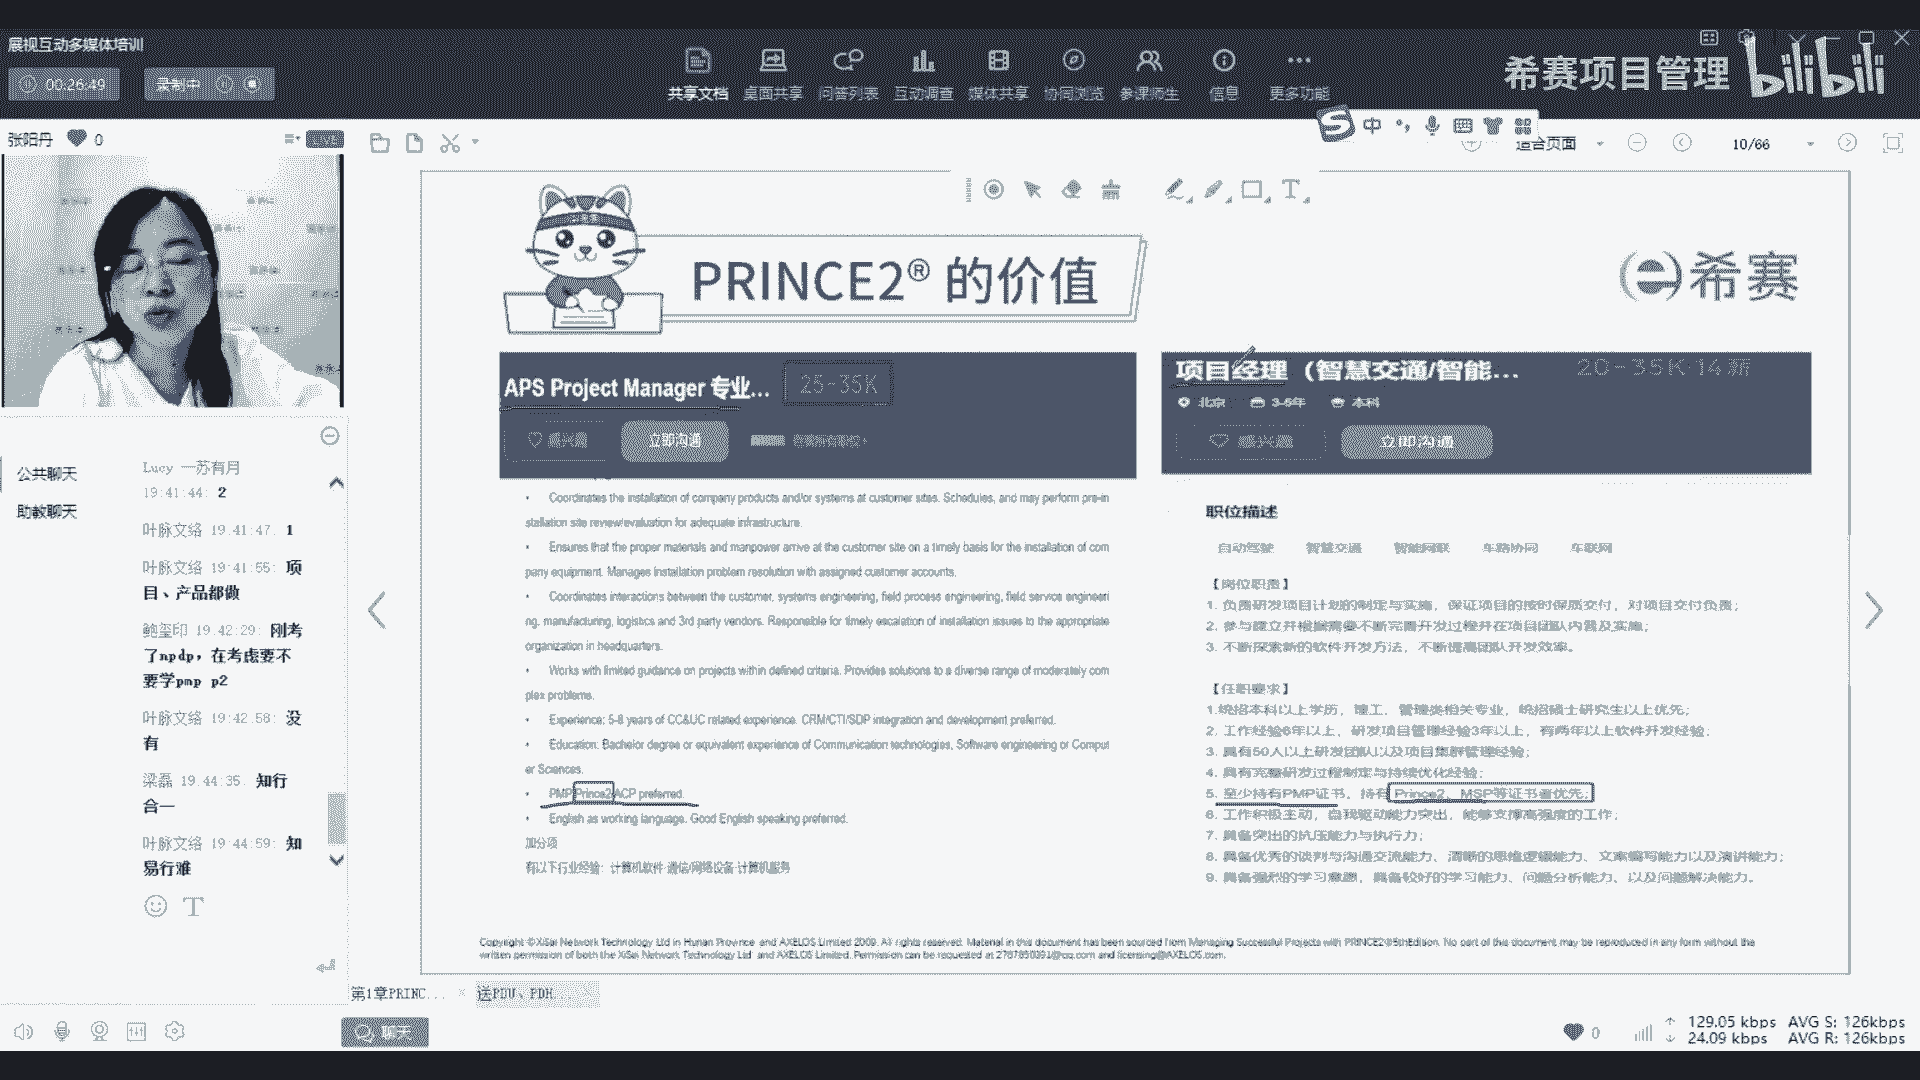 展视互动多媒体培训
00:26:49
录制中
共享文档
桌面共享
问答列表
互动调查
媒体共享
协同浏览
参课师生
信息
更多功能
希赛项目管理
bilibili
张阳丹
0
LIVE
中
适合页面
10/66
公共聊天
助教聊天
Lucy 一苏有月
19:41:44: 2
叶脉文络 19:41:47: 1
叶脉文络 19:41:55: 项
目、产品都做
鲍玺印 19:42:29: 刚考
了npdp，在考虑要不
要学pmp p2
叶脉文络 19:42:58: 没
有
梁磊 19:44:35: 知行
合一
叶脉文络 19:44:59: 知
易行难
PRINCE2® 的价值
希赛
APS Project Manager 专业...
25-35K
感兴趣
立即沟通
Coordinates the installation of company products and/or systems at customer sites. Schedules, and may perform pre-in
stallation site review/evaluation for adequate infrastructure.
Ensures that the proper materials and manpower arrive at the customer site on a timely basis for the installation of com
pany equipment. Manages installation problem resolution with assigned customer accounts.
Coordinates interactions between the customer, systems engineering, field process engineering, field service engineeri
ng, manufacturing, logistics and 3rd party vendors. Responsible for timely escalation of installation issues to the appropriate
organization in headquarters.
Works with limited guidance on projects within defined criteria. Provides solutions to a diverse range of moderately com
plex problems.
Experience: 5-8 years of CC&UC related experience. CRM/CTI/SDP integration and development preferred.
Education: Bachelor degree or equivalent experience of Communication technologies, Software engineering or Comput
er Sciences.
PMP/Prince2/ACP preferred.
English as working language. Good English speaking preferred.
加分项
有以下行业经验：计算机软件 通信/网络设备 计算机服务
项目经理（智慧交通/智能...
20-35K·14薪
北京
3-5年
本科
感兴趣
立即沟通
职位描述
自动驾驶
智慧交通
智能网联
车路协同
车联网
【岗位职责】
1. 负责研发项目计划的制定与实施，保证项目的按时保质交付，对项目交付负责；
2. 参与建立并根据需要不断完善开发过程并在项目团队内普及实施；
3. 不断探索新的软件开发方法，不断提高团队开发效率。
【任职要求】
1.统招本科以上学历，理工、管理类相关专业，统招硕士研究生以上优先；
2. 工作经验6年以上，研发项目管理经验3年以上，有两年以上软件开发经验；
3. 具有50人以上研发团队以及项目集群管理经验；
4. 具有完整研发过程制定与持续优化经验；
5. 至少持有PMP证书，持有Prince2、MSP等证书者优先；
6. 工作积极主动，自我驱动能力突出，能够支撑高强度的工作；
7. 具备突出的抗压能力与执行力；
8. 具备优秀的谈判与沟通交流能力、清晰的思维逻辑能力、文案编写能力以及演讲能力；
9. 具备强烈的学习意愿，具备较好的学习能力、问题分析能力、以及问题解决能力。
Copyright © XiSai Network Technology Ltd in Hunan Province and AXELOS Limited 2009. All rights reserved. Material in this document has been sourced from Managing Successful Projects with PRINCE2®5thEdition. No part of this document may be reproduced in any form without the
written permission of both the XiSai Network Technology Ltd and AXELOS Limited. Permission can be requested at
and licensing@AXELOS.com.
第1章PRINC...
送PDU、PDH...
聊天
0
129.05 kbps AVG S: 126kbps
24.09 kbps AVG R: 126kbps